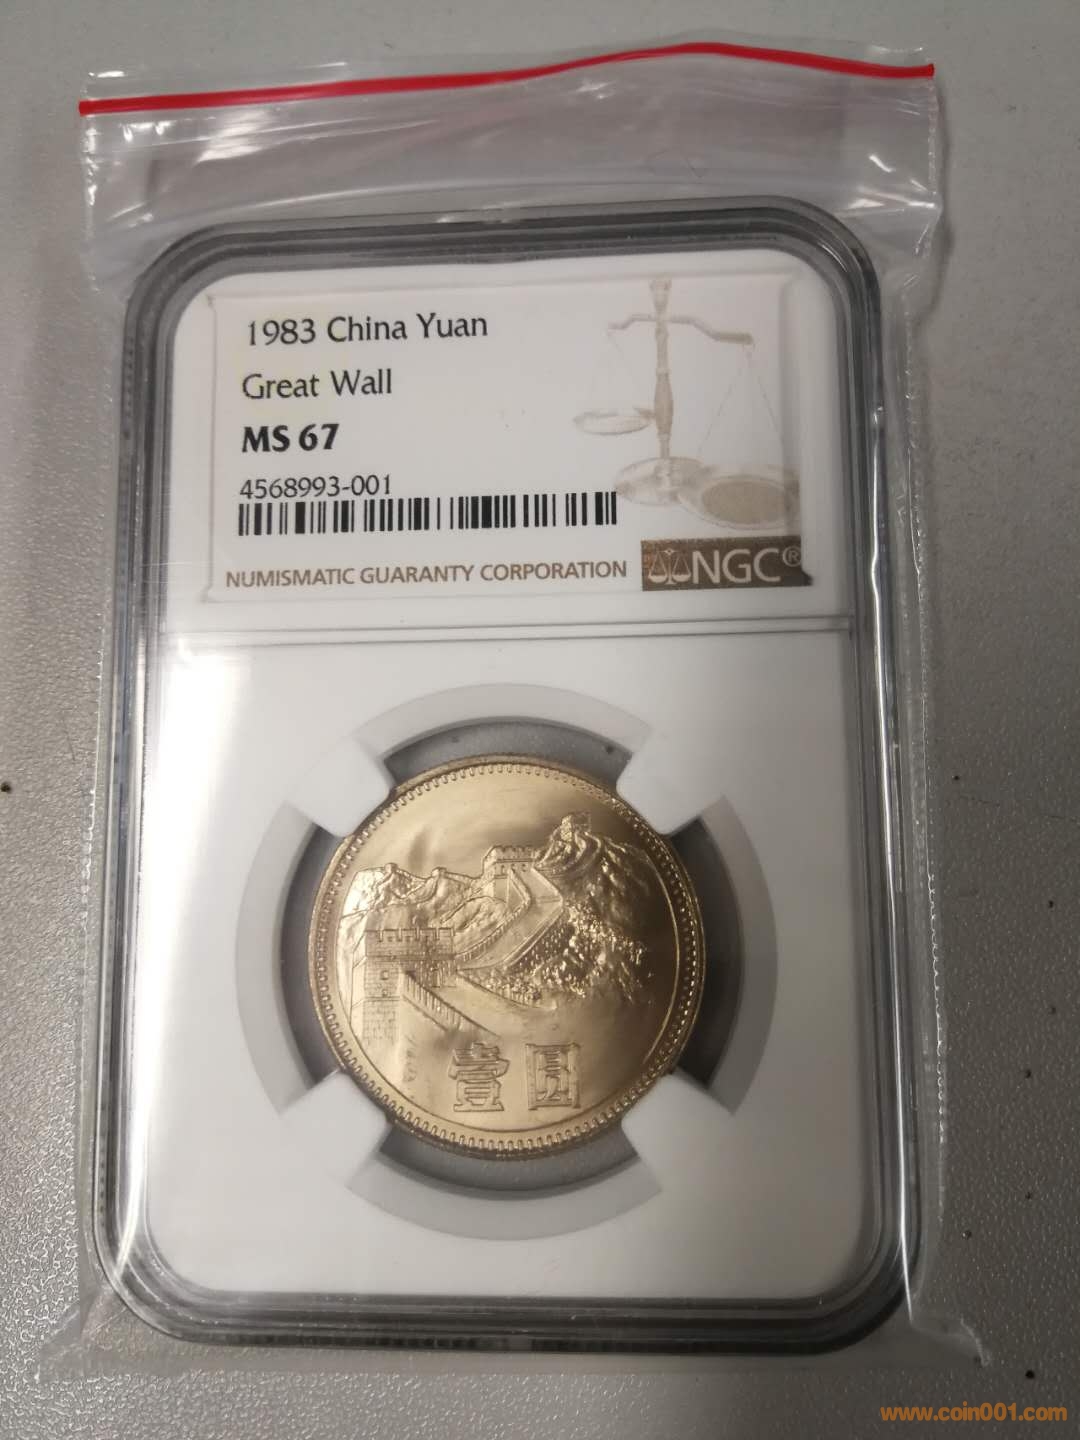 1983 China Yuan
Great Wall
MS 67
4568993-001
NUMISMATIC GUARANTY CORPORATION
NGC®
壹圆
www.coin001.com